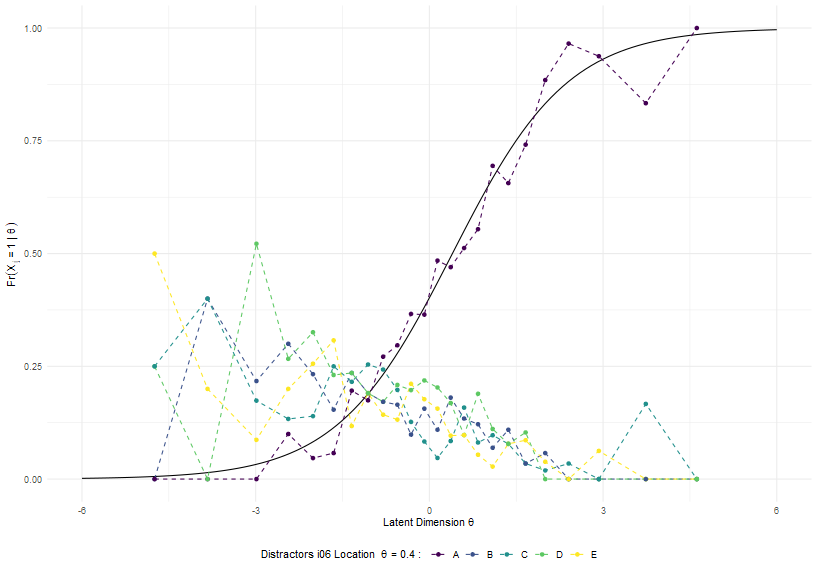 1.00
0.75
0.50
0.25
0.00
Pr(X j = 1 | θ )
-6 -3 0 3 6
Latent Dimension θ
Distractors i06 Location θ = 0.4 : A B C D E